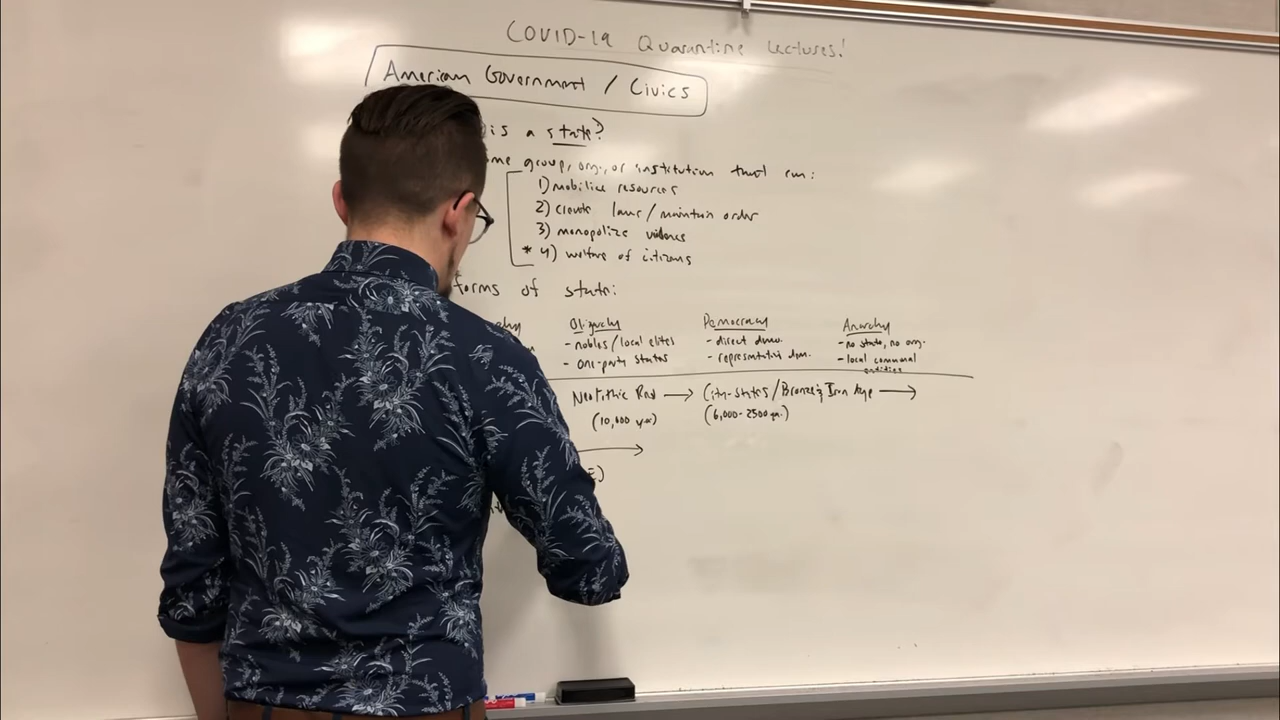 COVID-19 Quarantine Lectures!
American Government / Civics
is a state?
me group, org., or institution that can:
1) mobilize resources
2) create laws / maintain order
3) monopolize violence
* 4) welfare of citizens
forms of state:
Oligarchy Democracy Anarchy
- nobles / local elites - direct demo. - no state, no org.
- one-party states - representative dem. - local communal entities
Neolithic Rev → City-states / Bronze & Iron Age →
(10,000 ya) (6,000-2500 ya.)
→
E)